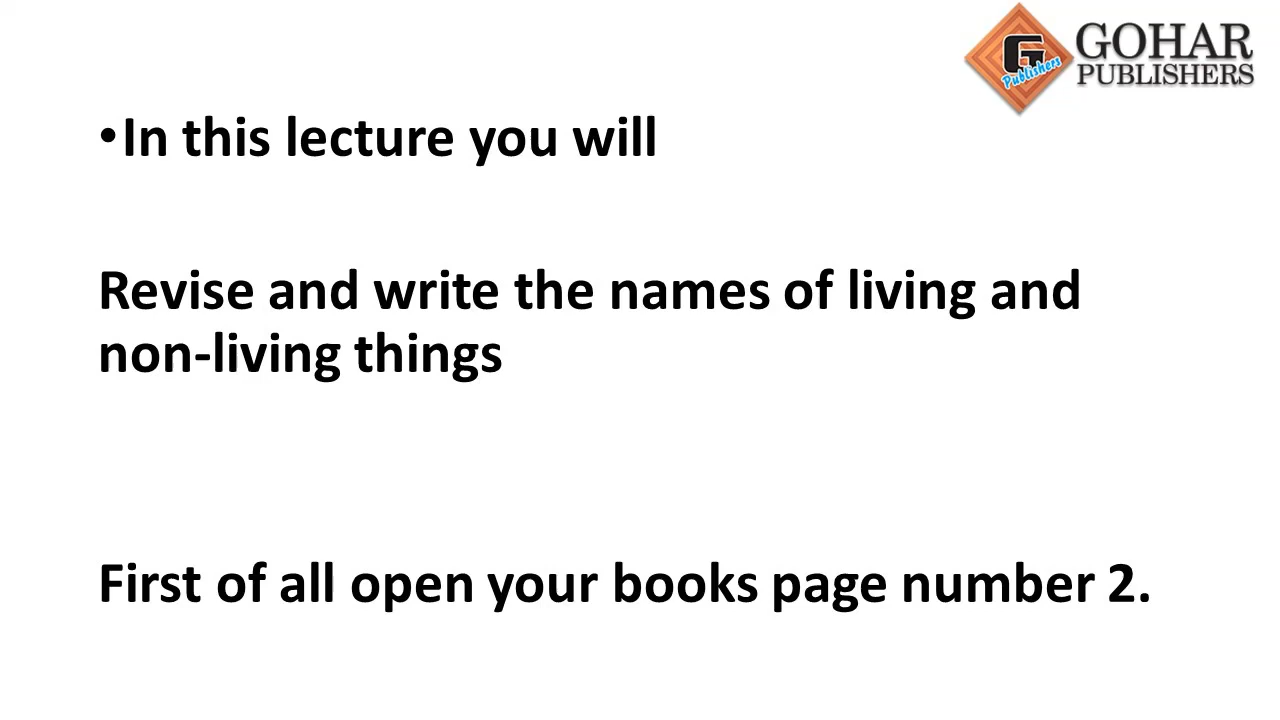 G
Publishers
GOHAR
PUBLISHERS
•In this lecture you will
Revise and write the names of living and
non-living things
First of all open your books page number 2.